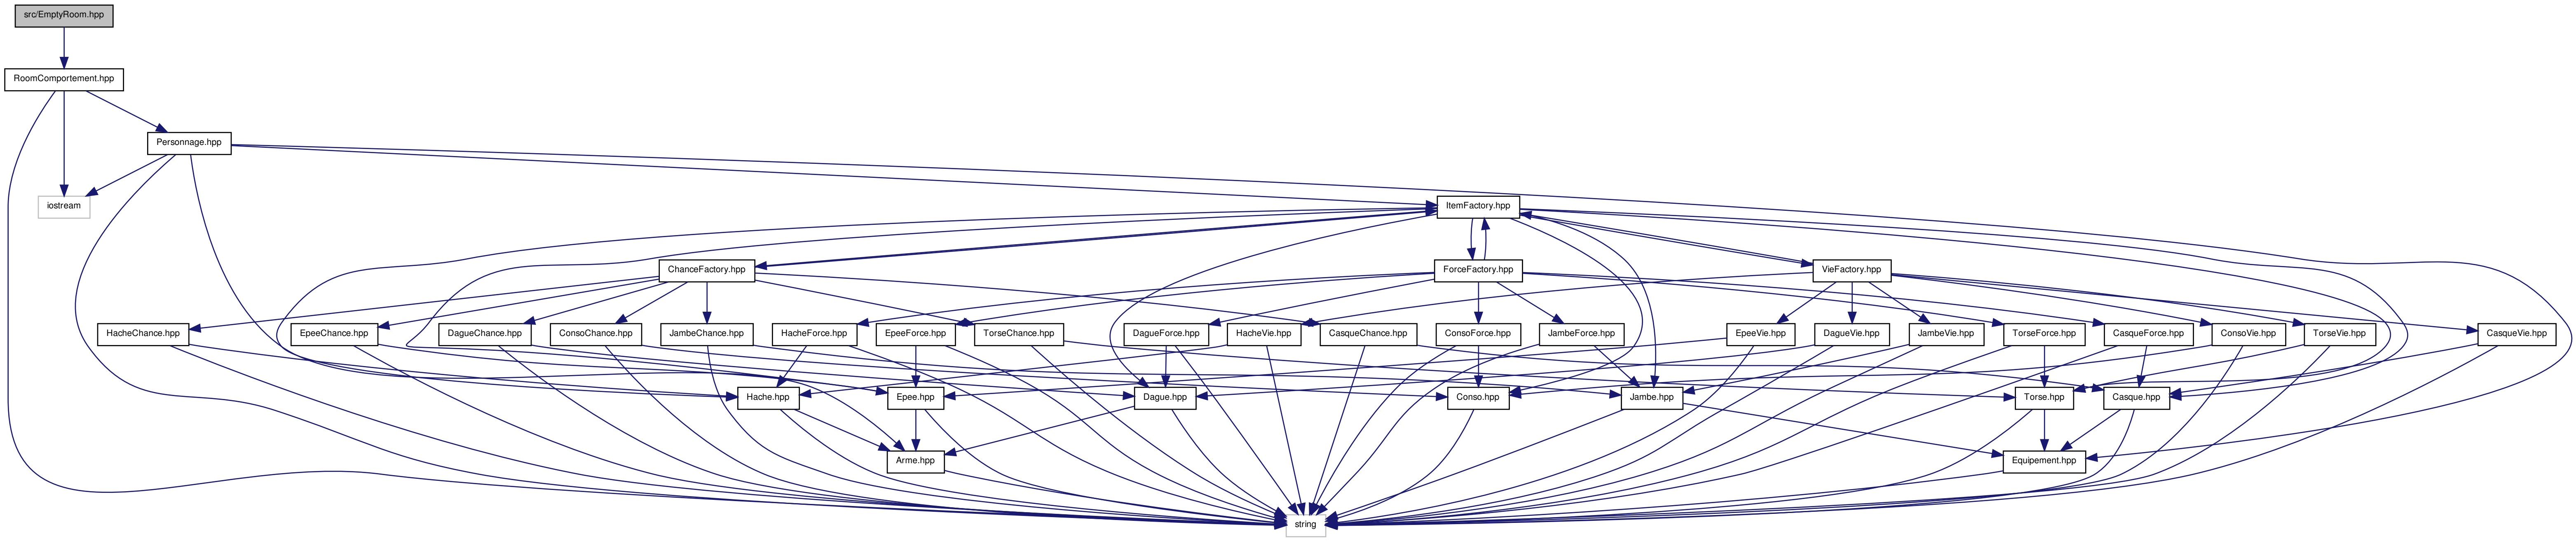 src/EmptyRoom.hpp
RoomComportement.hpp
Personnage.hpp
iostream
ItemFactory.hpp
ChanceFactory.hpp
ForceFactory.hpp
VieFactory.hpp
HacheChance.hpp
EpeeChance.hpp
DagueChance.hpp
ConsoChance.hpp
JambeChance.hpp
HacheForce.hpp
EpeeForce.hpp
TorseChance.hpp
DagueForce.hpp
HacheVie.hpp
CasqueChance.hpp
ConsoForce.hpp
JambeForce.hpp
EpeeVie.hpp
DagueVie.hpp
JambeVie.hpp
TorseForce.hpp
CasqueForce.hpp
ConsoVie.hpp
TorseVie.hpp
CasqueVie.hpp
Hache.hpp
Epee.hpp
Dague.hpp
Conso.hpp
Jambe.hpp
Torse.hpp
Casque.hpp
Arme.hpp
Equipement.hpp
string